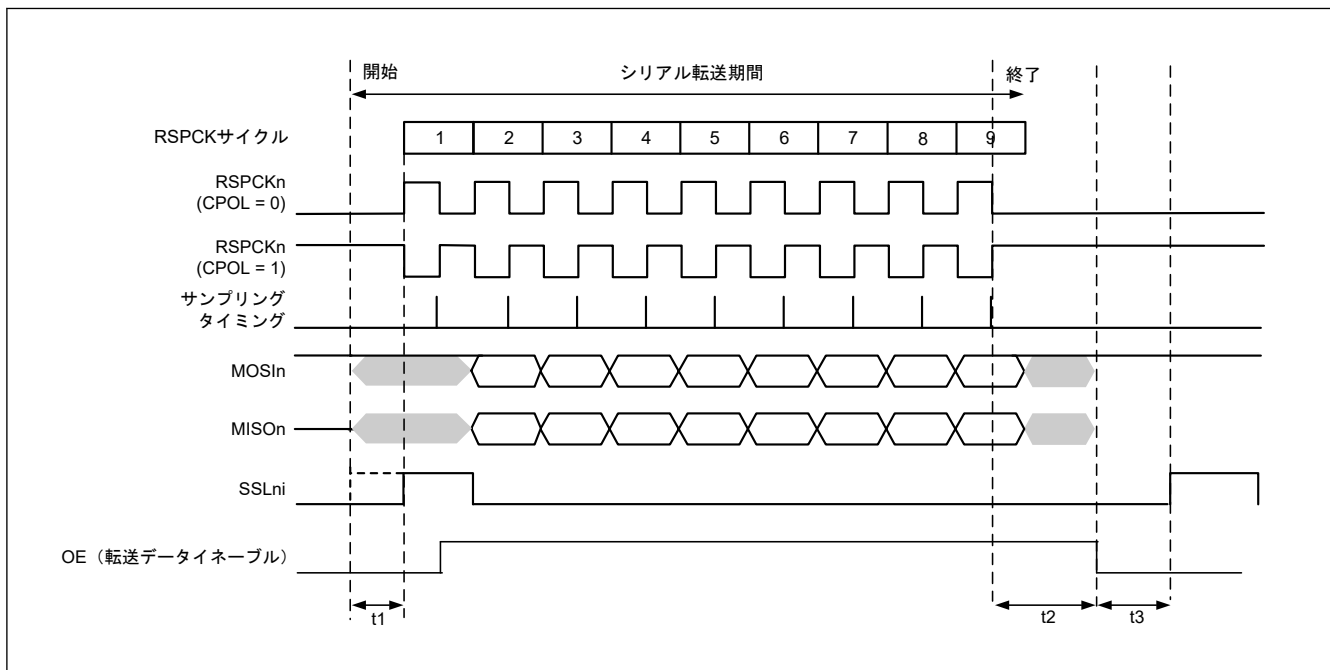 開始
シリアル転送期間
終了
RSPCKサイクル
1 2 3 4 5 6 7 8 9
RSPCKn
(CPOL = 0)
RSPCKn
(CPOL = 1)
サンプリング
タイミング
MOSIn
MISOn
SSLni
OE（転送データイネーブル）
t1
t2
t3